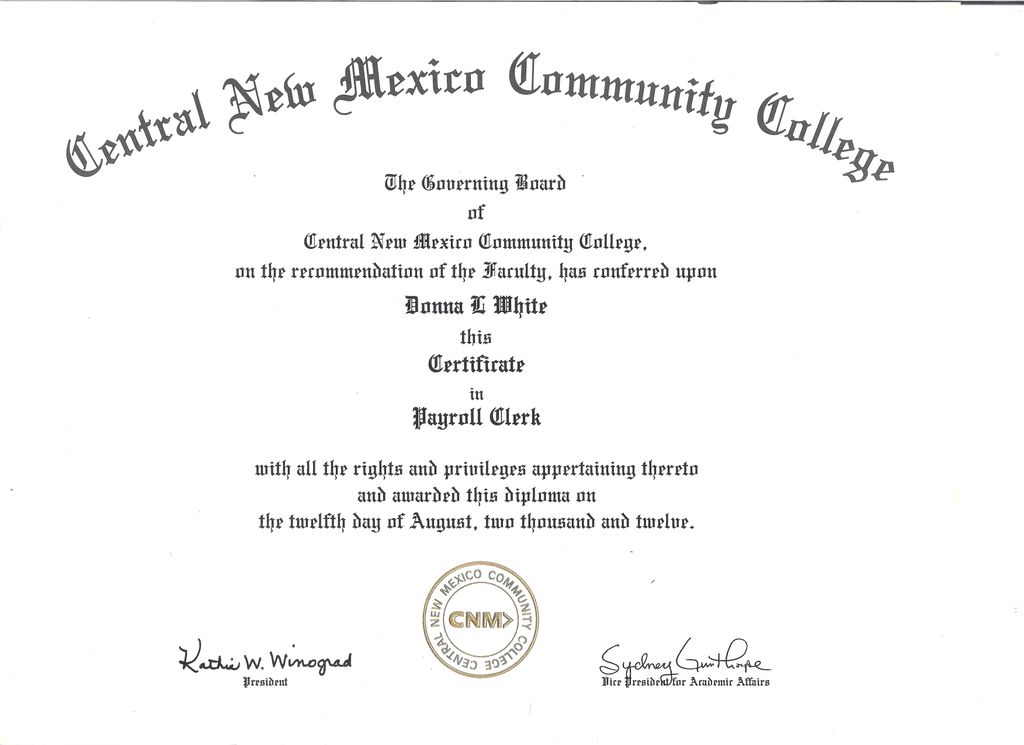 Central New Mexico Community College
The Governing Board
of
Central New Mexico Community College,
on the recommendation of the Faculty, has conferred upon
Donna L White
this
Certificate
in
Payroll Clerk
with all the rights and privileges appertaining thereto
and awarded this diploma on
the twelfth day of August, two thousand and twelve.
CENTRAL NEW MEXICO COMMUNITY COLLEGE
CNM
Kathie W. Winograd
President
Sydney Gunthorpe
Vice President for Academic Affairs